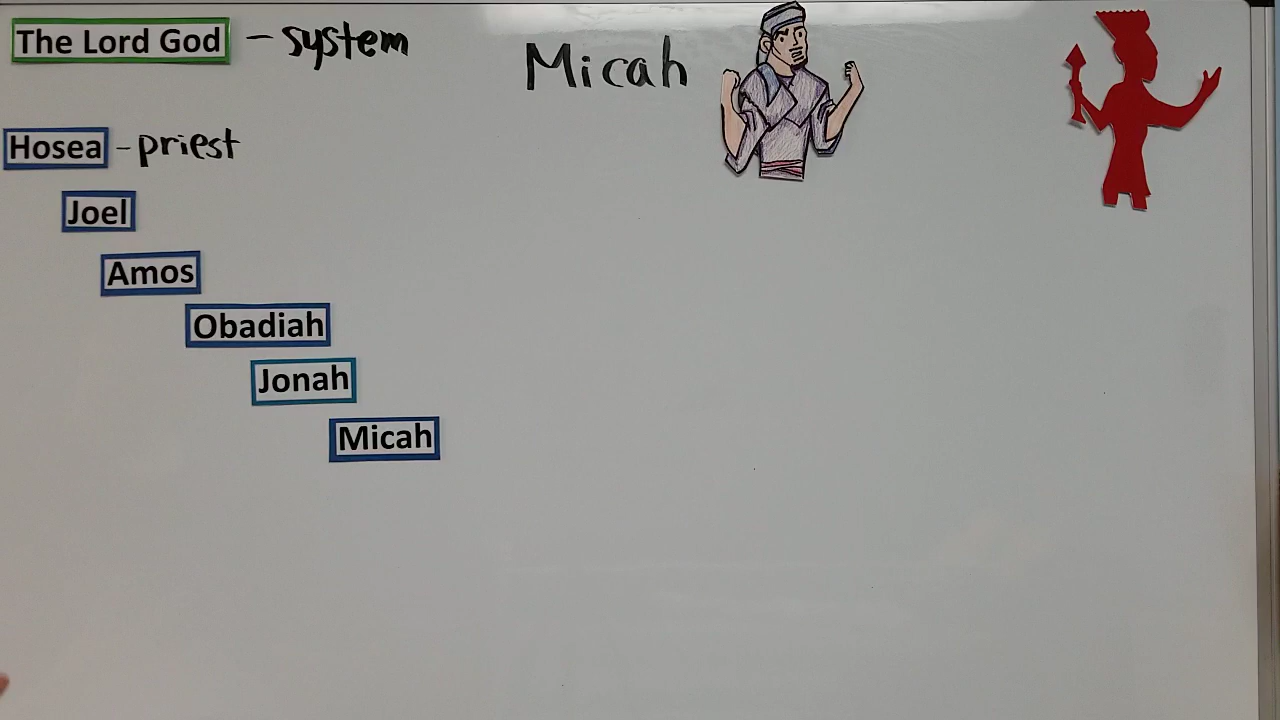 The Lord God - system
Micah
Hosea - priest
Joel
Amos
Obadiah
Jonah
Micah